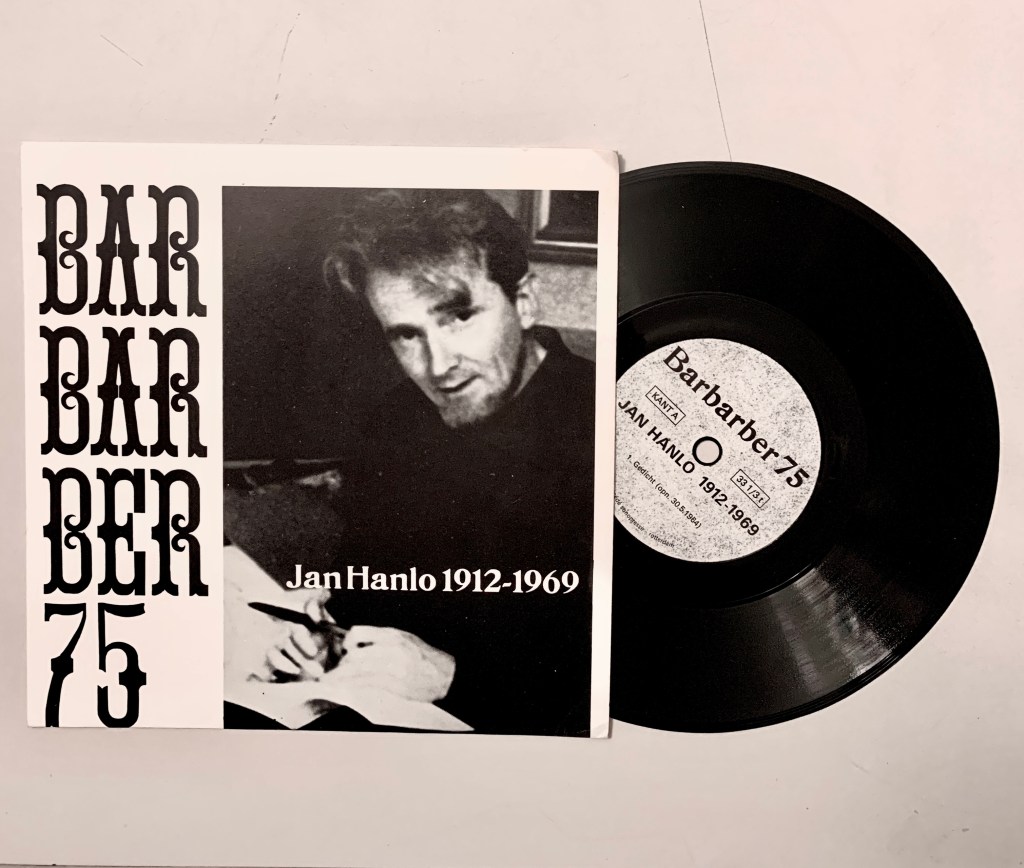 BAR
BAR
BER
75
Jan Hanlo 1912-1969
Barbarber 75
KANT A
JAN HANLO 1912-1969
33 1/3 t
1. Gedicht (opn. 30.5.1964)
rotterdam